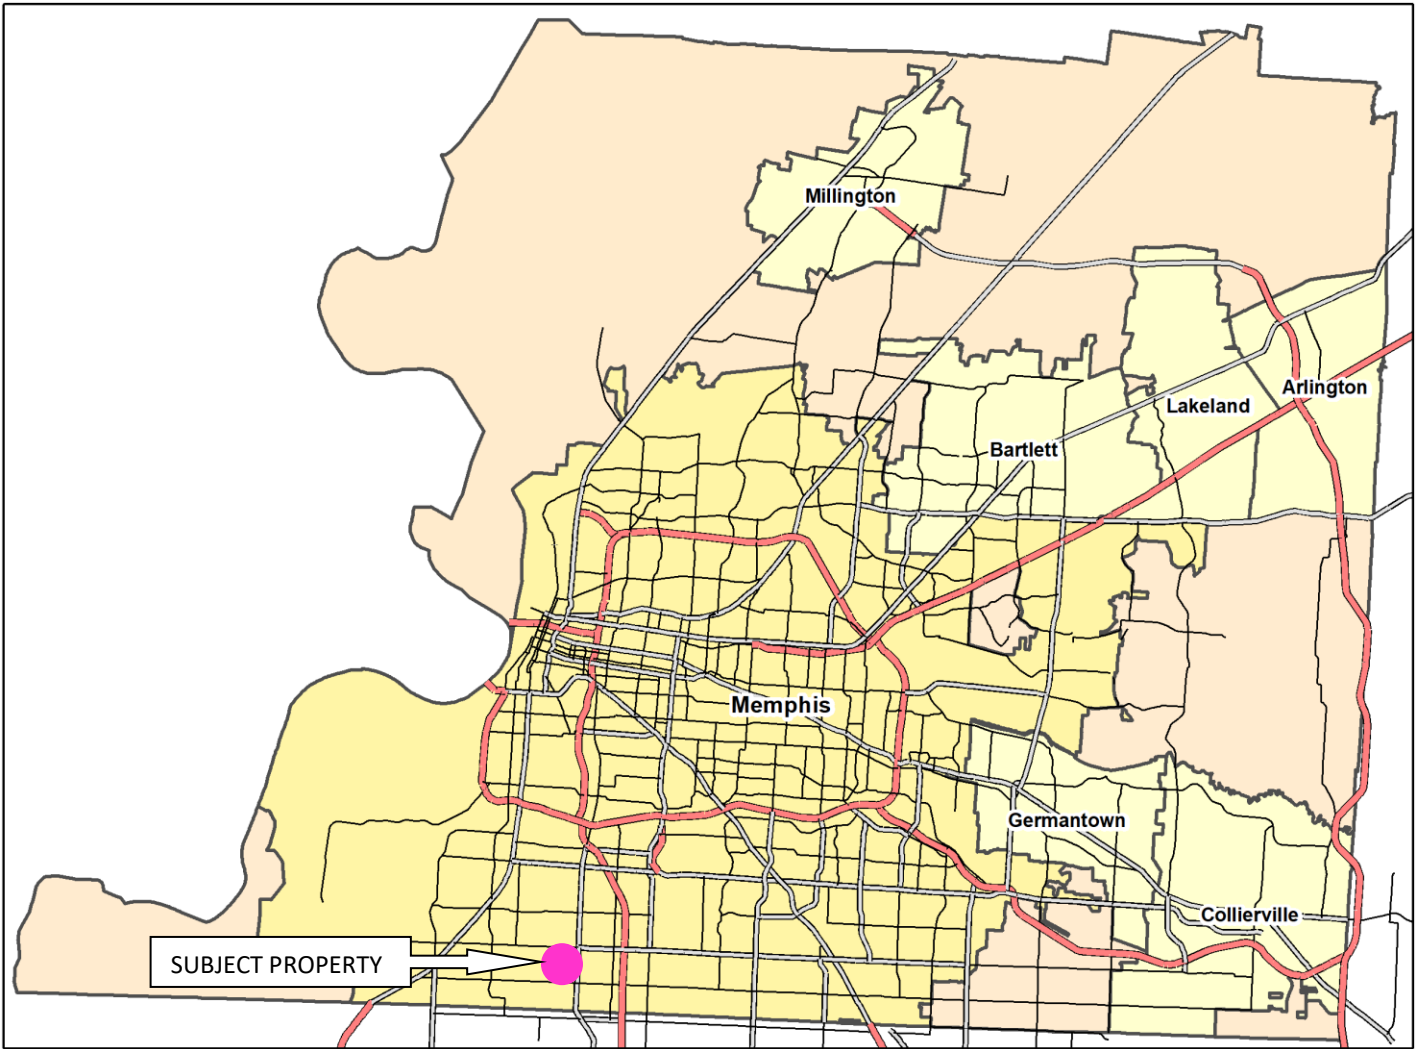 Millington
Arlington
Lakeland
Bartlett
Memphis
Germantown
Collierville
SUBJECT PROPERTY